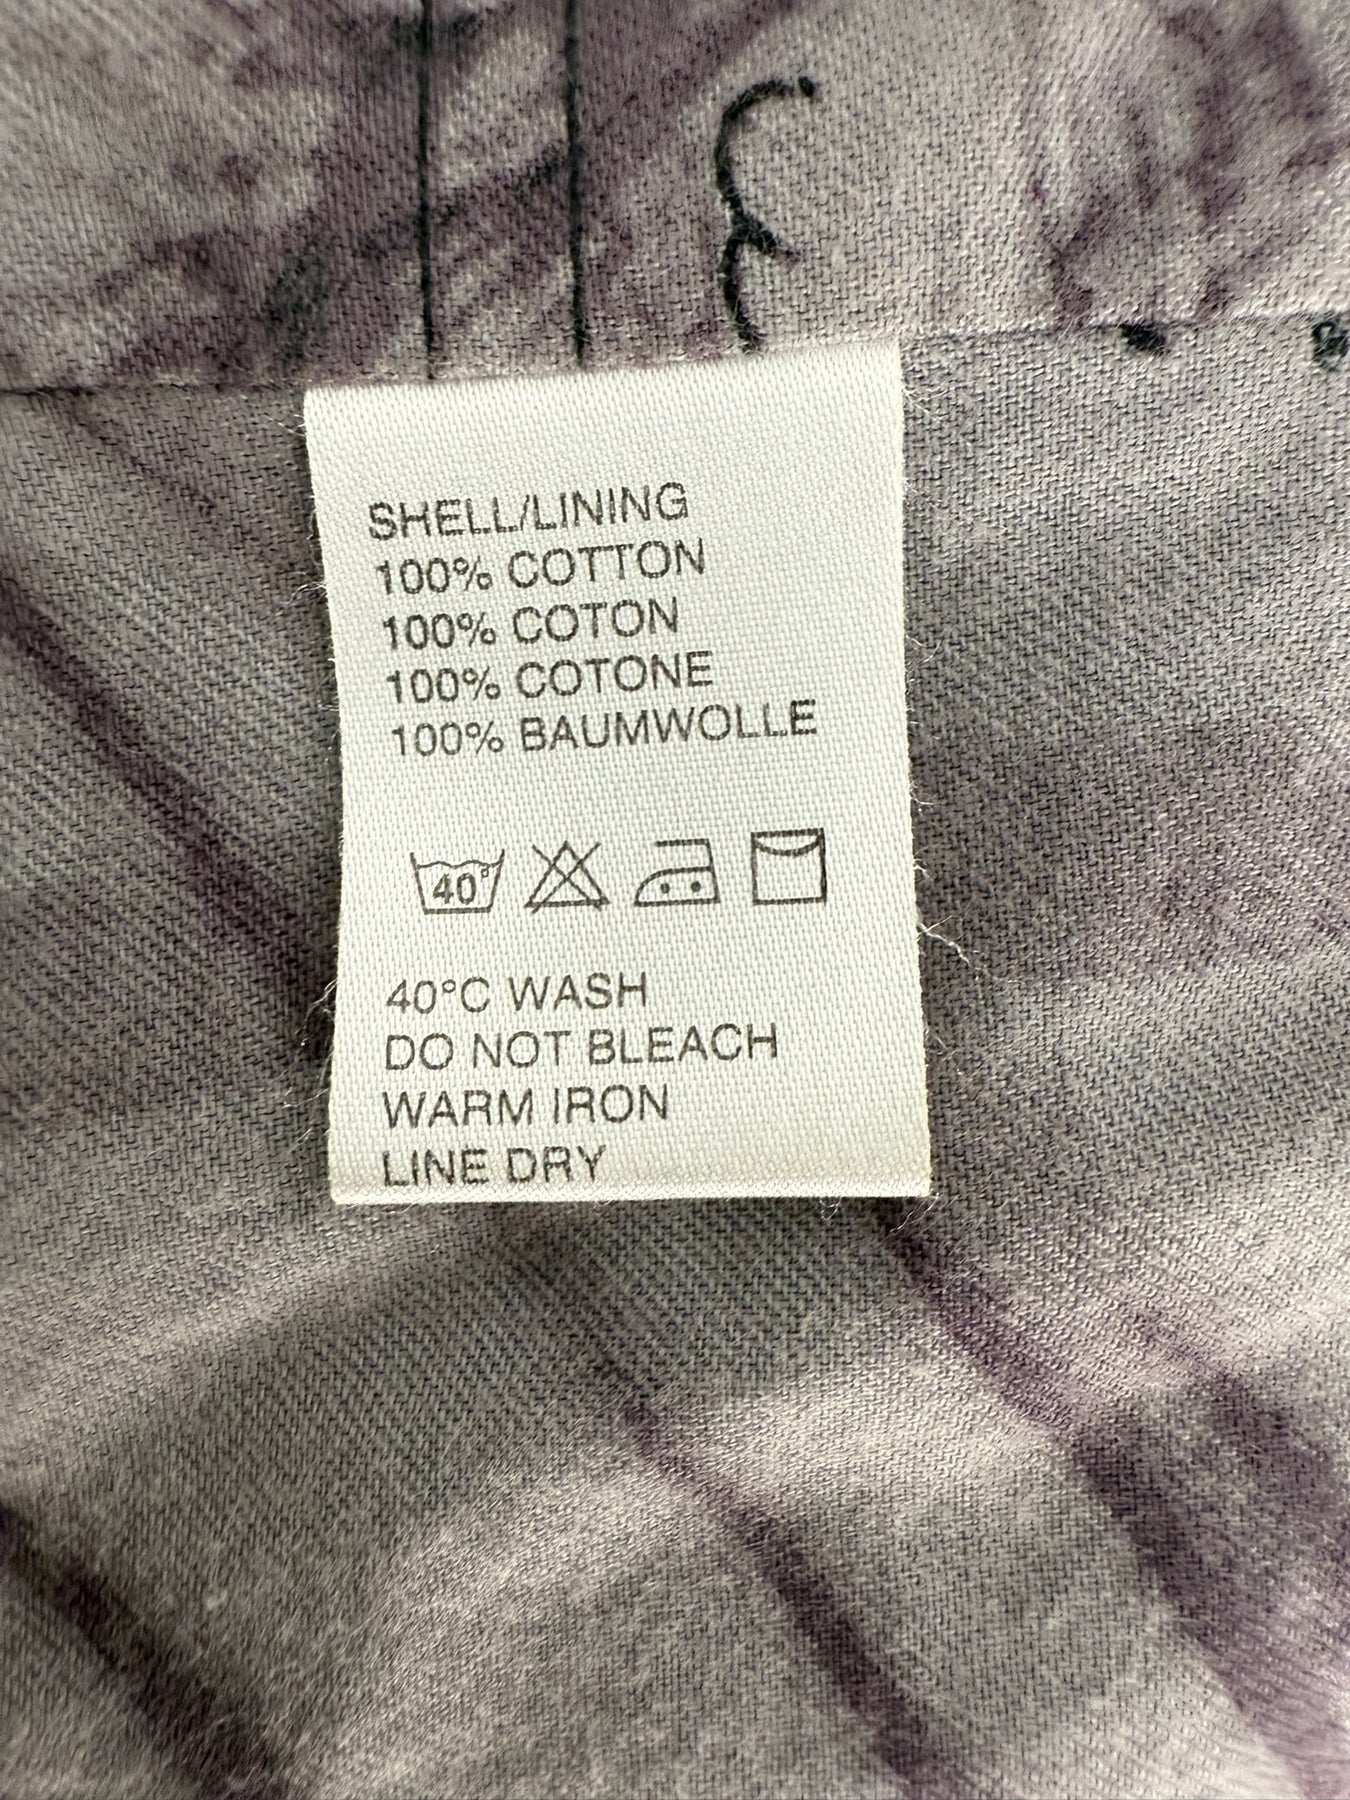 SHELL/LINING
100% COTTON
100% COTON
100% COTONE
100% BAUMWOLLE
40°
40°C WASH
DO NOT BLEACH
WARM IRON
LINE DRY